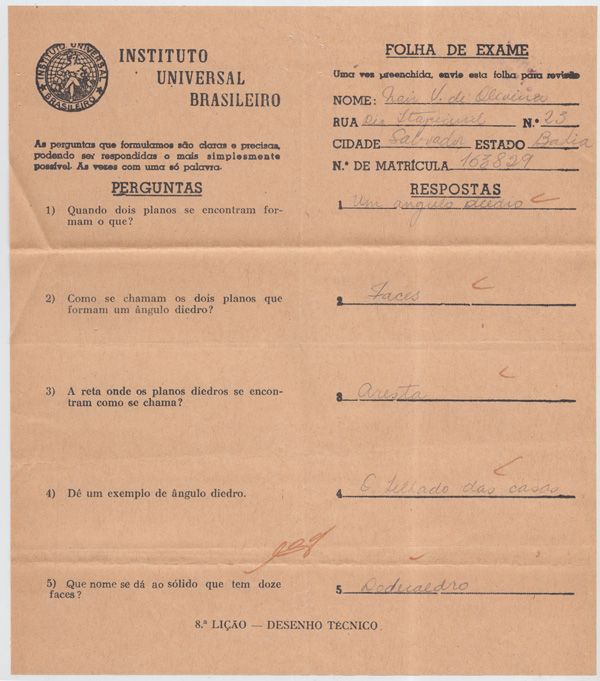 INSTITUTO UNIVERSAL
BRASILEIRO
INSTITUTO
UNIVERSAL
BRASILEIRO
As perguntas que formulamos são claras e precisas,
podendo ser respondidas o mais simplesmente
possível. As vezes com uma só palavra.
FOLHA DE EXAME
Uma vez preenchida, envie esta folha para revisão
NOME: V. de Oliveira
RUA N.º 23
CIDADE Salvador ESTADO Bahia
N.º DE MATRÍCULA 163829
PERGUNTAS
RESPOSTAS
1) Quando dois planos se encontram for-
mam o que?
1 Um angulo diedro
2) Como se chamam os dois planos que
formam um ângulo diedro?
2 Faces
3) A reta onde os planos diedros se encon-
tram como se chama?
3 Aresta
4) Dê um exemplo de ângulo diedro.
4 O telhado das casas
5) Que nome se dá ao sólido que tem doze
faces?
5 Dodecaedro
8.ª LIÇÃO — DESENHO TÉCNICO